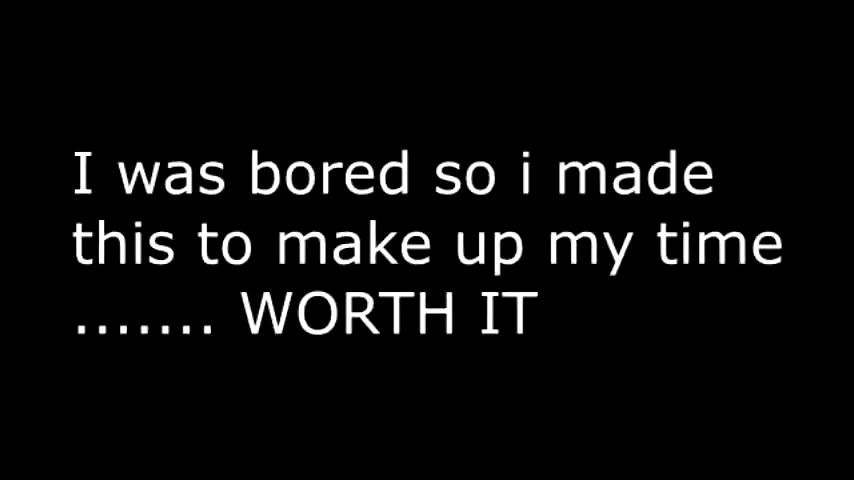 I was bored so i made
this to make up my time
....... WORTH IT